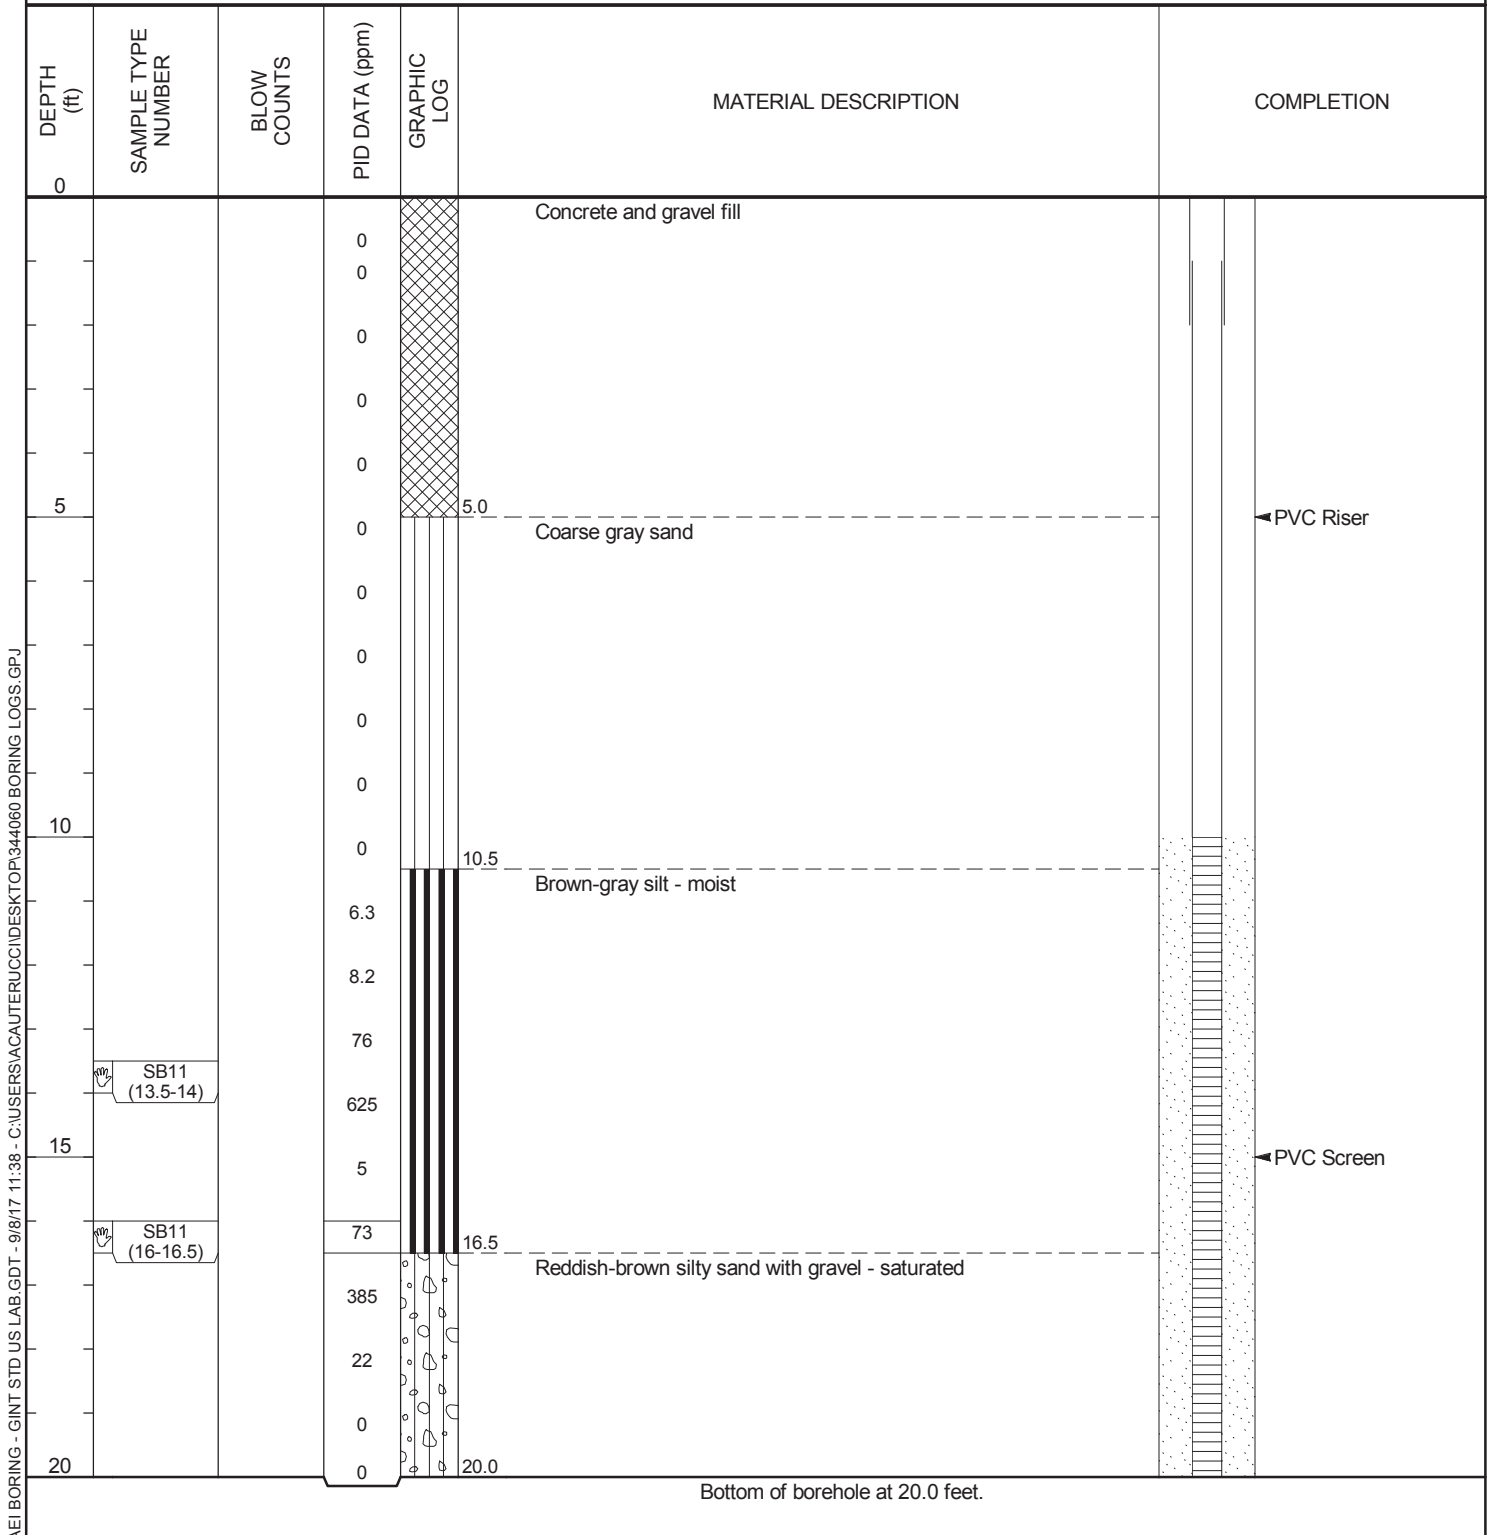 DEPTH
(ft)
SAMPLE TYPE
NUMBER
BLOW
COUNTS
PID DATA (ppm)
GRAPHIC
LOG
MATERIAL DESCRIPTION
COMPLETION
0
Concrete and gravel fill
0
0
0
0
0
5
5.0
PVC Riser
0
Coarse gray sand
0
0
0
0
10
0
10.5
Brown-gray silt - moist
6.3
8.2
76
SB11
(13.5-14)
625
15
PVC Screen
5
SB11
(16-16.5)
73
16.5
Reddish-brown silty sand with gravel - saturated
385
22
0
20
0
20.0
Bottom of borehole at 20.0 feet.
AEI BORING - GINT STD US LAB.GDT - 9/8/17 11:38 - C:\USERS\ACAUTERUCCI\DESKTOP\344060 BORING LOGS.GPJ